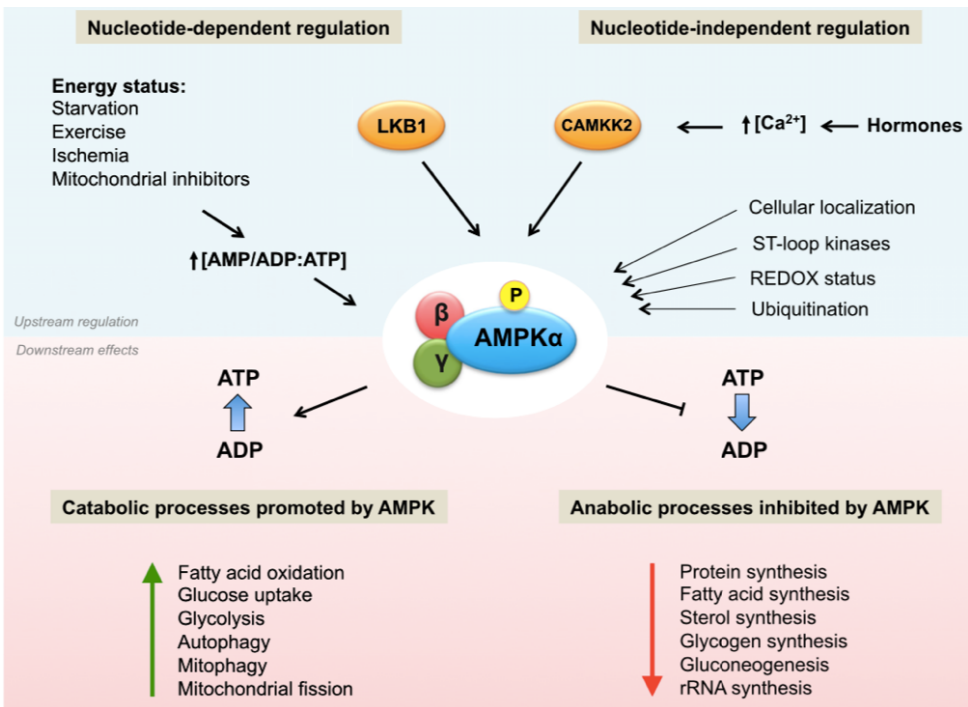 Nucleotide-dependent regulation
Nucleotide-independent regulation
Energy status:
Starvation
Exercise
Ischemia
Mitochondrial inhibitors
LKB1
CAMKK2
[Ca²⁺]
Hormones
[AMP/ADP:ATP]
Cellular localization
ST-loop kinases
REDOX status
Ubiquitination
P
β
AMPKα
γ
Upstream regulation
Downstream effects
ATP
ADP
ATP
ADP
Catabolic processes promoted by AMPK
Anabolic processes inhibited by AMPK
Fatty acid oxidation
Glucose uptake
Glycolysis
Autophagy
Mitophagy
Mitochondrial fission
Protein synthesis
Fatty acid synthesis
Sterol synthesis
Glycogen synthesis
Gluconeogenesis
rRNA synthesis